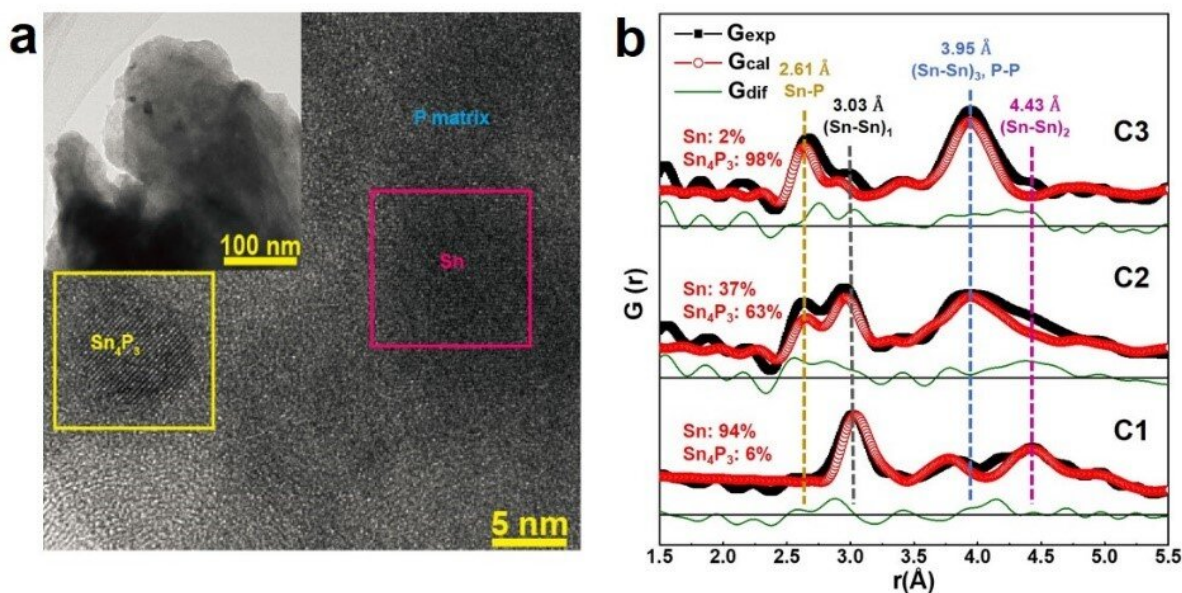 a
100 nm
P matrix
Sn
Sn₄P₃
5 nm
b
Gexp
Gcal
Gdif
2.61 Å
Sn-P
3.03 Å
(Sn-Sn)₁
3.95 Å
(Sn-Sn)₃, P-P
4.43 Å
(Sn-Sn)₂
C3
Sn: 2%
Sn₄P₃: 98%
C2
Sn: 37%
Sn₄P₃: 63%
C1
Sn: 94%
Sn₄P₃: 6%
G (r)
1.5 2.0 2.5 3.0 3.5 4.0 4.5 5.0 5.5
r(Å)